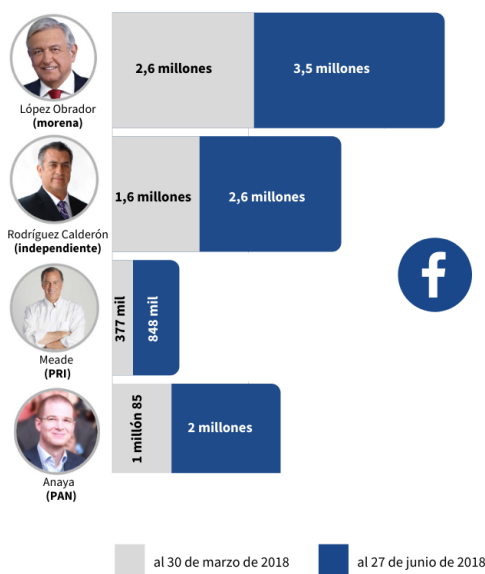 2,6 millones
3,5 millones
López Obrador
(morena)
1,6 millones
2,6 millones
Rodríguez Calderón
(independiente)
377 mil
848 mil
Meade
(PRI)
1 millón 85
2 millones
Anaya
(PAN)
al 30 de marzo de 2018
al 27 de junio de 2018